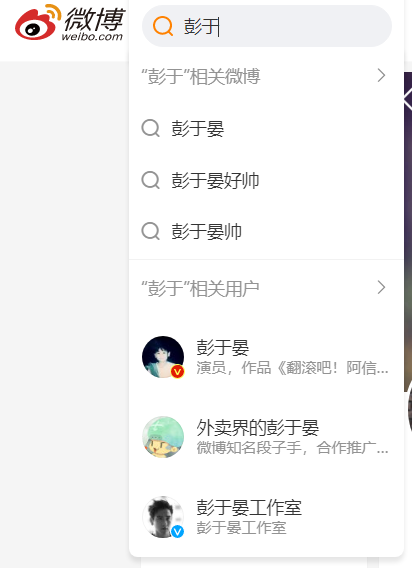 微博
weibo.com
彭于
“彭于”相关微博
彭于晏
彭于晏好帅
彭于晏帅
“彭于”相关用户
彭于晏
演员，作品《翻滚吧！阿信...
外卖界的彭于晏
微博知名段子手，合作推广...
彭于晏工作室
彭于晏工作室